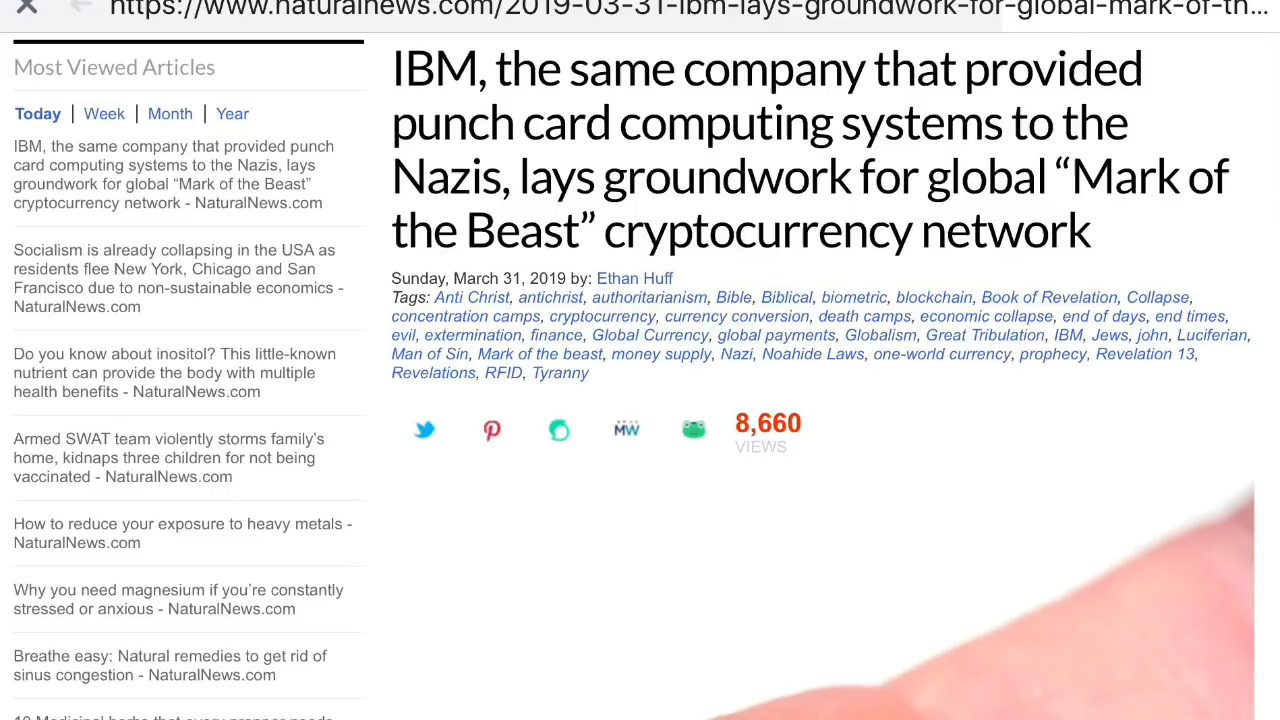 https://www.naturalnews.com/2019-03-31-ibm-lays-groundwork-for-global-mark-of-th...
Most Viewed Articles
Today | Week | Month | Year
IBM, the same company that provided punch
card computing systems to the Nazis, lays
groundwork for global “Mark of the Beast”
cryptocurrency network - NaturalNews.com
Socialism is already collapsing in the USA as
residents flee New York, Chicago and San
Francisco due to non-sustainable economics -
NaturalNews.com
Do you know about inositol? This little-known
nutrient can provide the body with multiple
health benefits - NaturalNews.com
Armed SWAT team violently storms family’s
home, kidnaps three children for not being
vaccinated - NaturalNews.com
How to reduce your exposure to heavy metals -
NaturalNews.com
Why you need magnesium if you’re constantly
stressed or anxious - NaturalNews.com
Breathe easy: Natural remedies to get rid of
sinus congestion - NaturalNews.com
10 Medicinal herbs that every prepper needs
IBM, the same company that provided
punch card computing systems to the
Nazis, lays groundwork for global “Mark of
the Beast” cryptocurrency network
Sunday, March 31, 2019 by: Ethan Huff
Tags: Anti Christ, antichrist, authoritarianism, Bible, Biblical, biometric, blockchain, Book of Revelation, Collapse,
concentration camps, cryptocurrency, currency conversion, death camps, economic collapse, end of days, end times,
evil, extermination, finance, Global Currency, global payments, Globalism, Great Tribulation, IBM, Jews, john, Luciferian,
Man of Sin, Mark of the beast, money supply, Nazi, Noahide Laws, one-world currency, prophecy, Revelation 13,
Revelations, RFID, Tyranny
MW
8,660
VIEWS